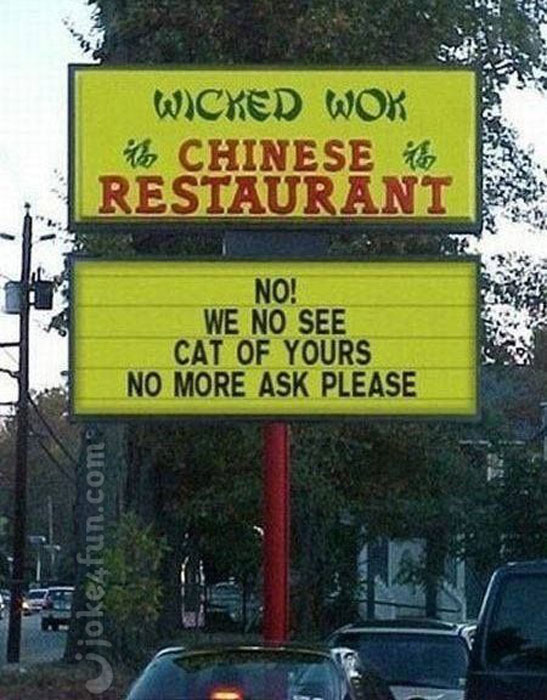 WICKED WOK
福 CHINESE 福
RESTAURANT
NO!
WE NO SEE
CAT OF YOURS
NO MORE ASK PLEASE
joke4fun.com